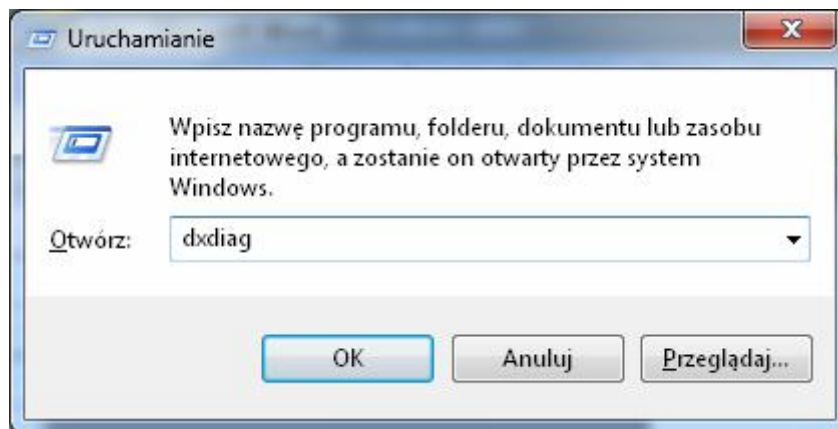 Uruchamianie
Wpisz nazwę programu, folderu, dokumentu lub zasobu
internetowego, a zostanie on otwarty przez system
Windows.
Otwórz: dxdiag
OK Anuluj Przeglądaj...